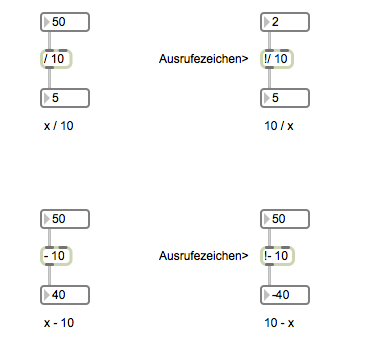 50 2
/ 10 Ausrufezeichen> !/ 10
5 5
x / 10 10 / x
50 50
- 10 Ausrufezeichen> !- 10
40 -40
x - 10 10 - x